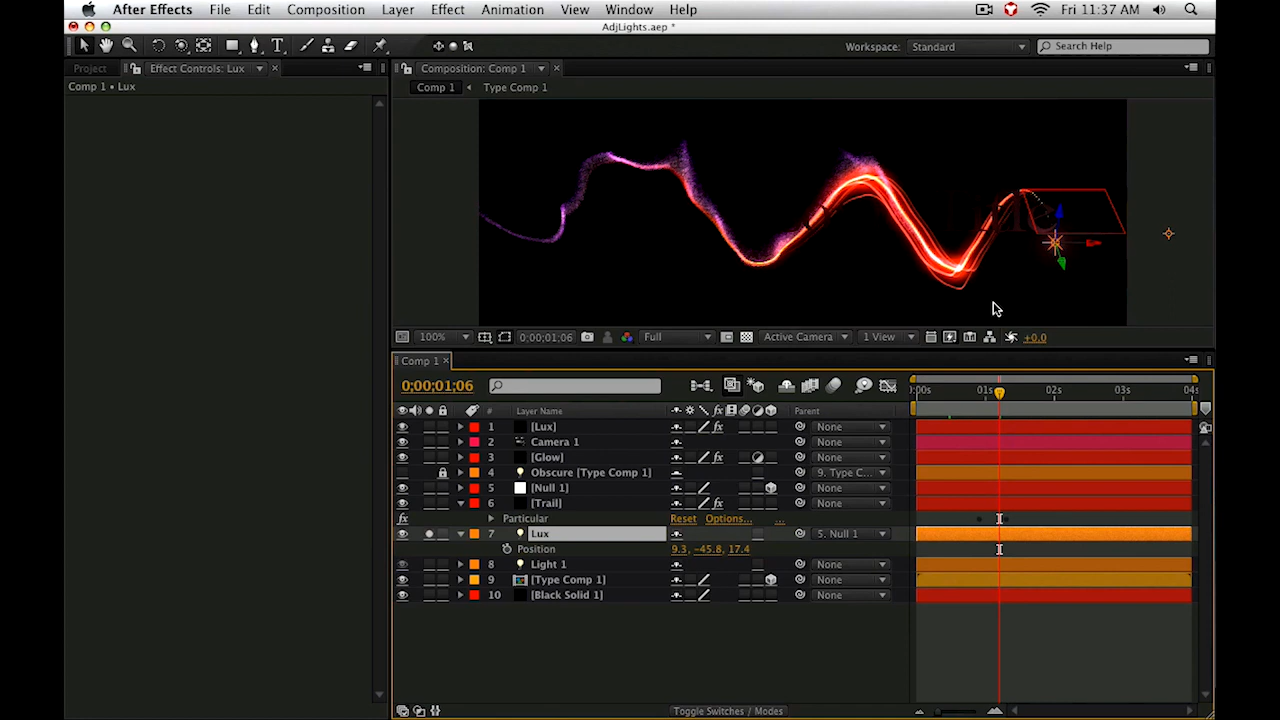 After Effects File Edit Composition Layer Effect Animation View Window Help Fri 11:37 AM
AdjLights.aep *
Workspace: Standard Search Help
Project Effect Controls: Lux Composition: Comp 1
Comp 1 • Lux Comp 1 Type Comp 1
100% 0;00;01;06 Full Active Camera 1 View +0.0
Comp 1
0;00;01;06 0:00s 01s 02s 03s 04s
# Layer Name Parent
1 [Lux] None
2 Camera 1 None
3 [Glow] None
4 Obscure [Type Comp 1] 9. Type C...
5 [Null 1] None
6 [Trail] None
Particular Reset Options... ...
7 Lux 5. Null 1
Position 9.3, -45.8, 17.4
8 Light 1 None
9 [Type Comp 1] None
10 [Black Solid 1] None
Toggle Switches / Modes